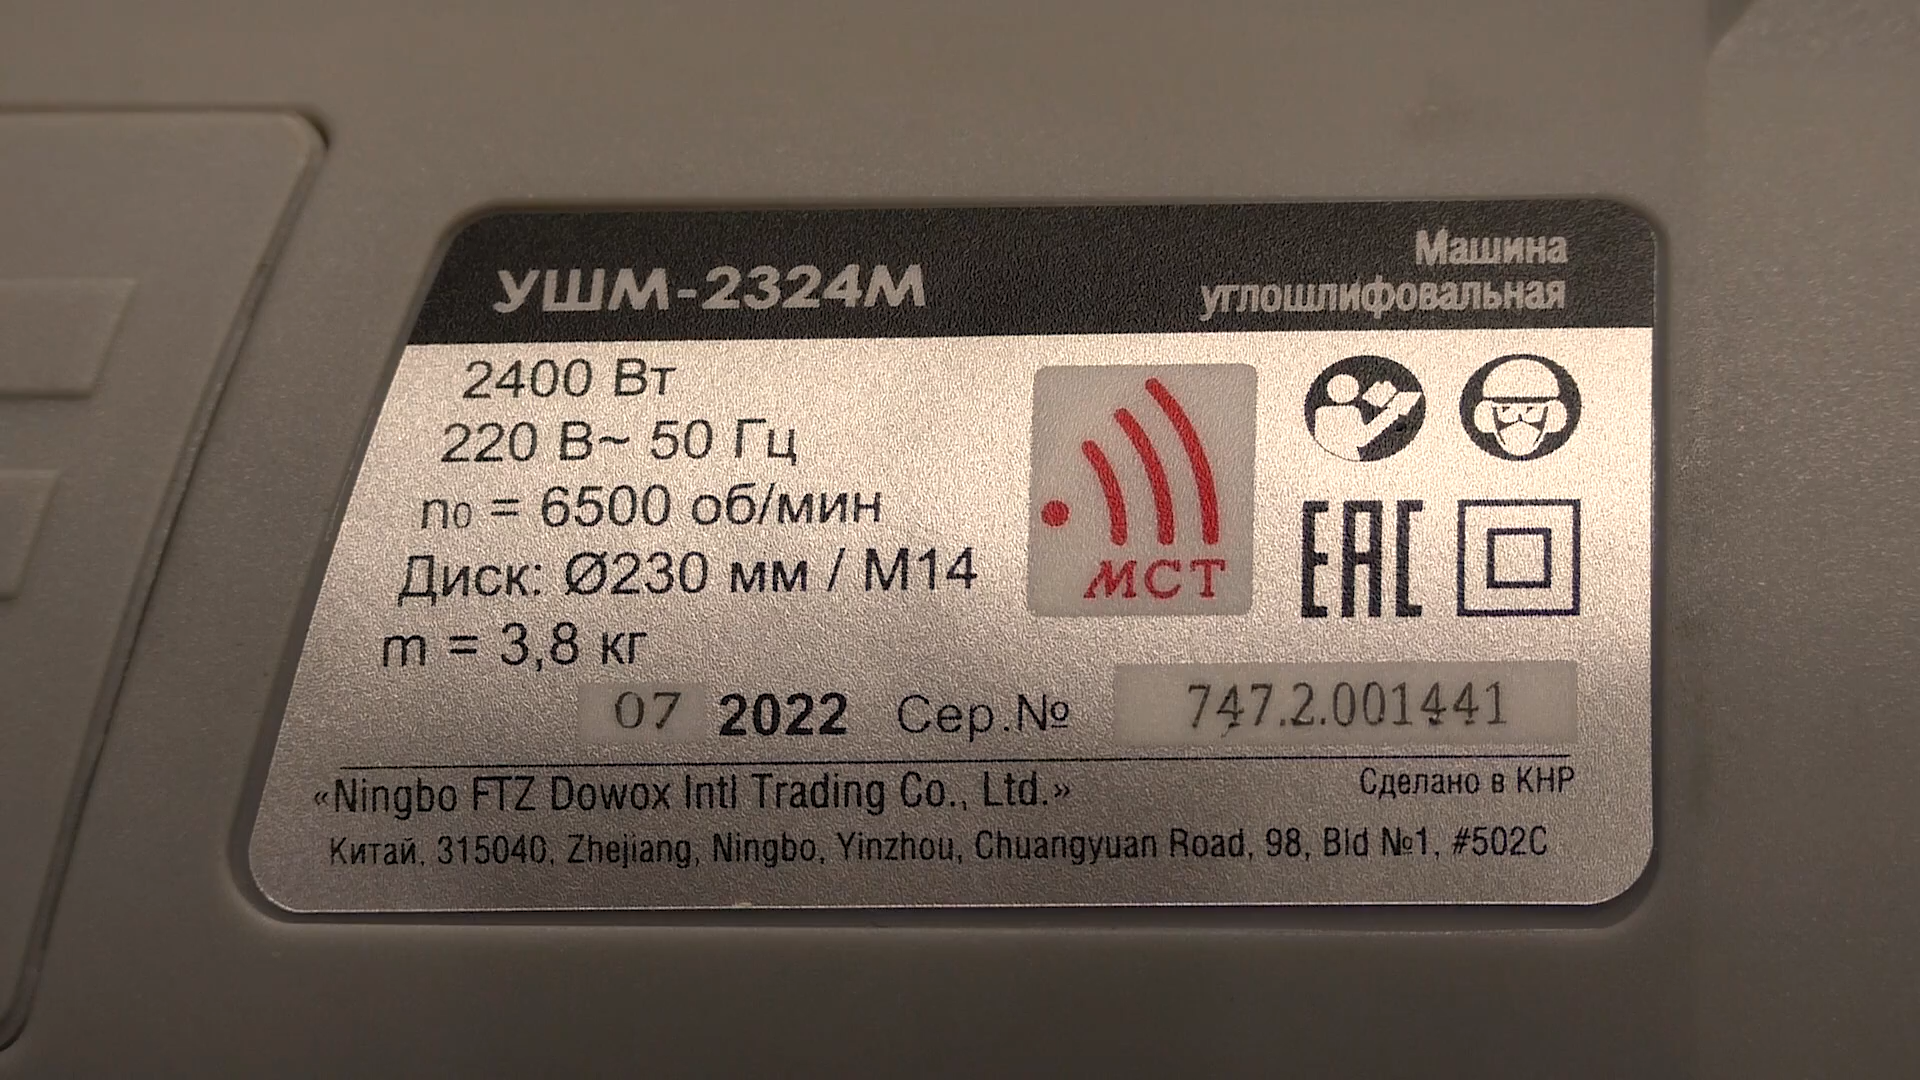 УШМ-2324М
Машина
углошлифовальная
2400 Вт
220 В~ 50 Гц
n₀ = 6500 об/мин
Диск: Ø230 мм / М14
m = 3,8 кг
МСТ
ЕАС
07 2022 Сер.№ 747.2.001441
«Ningbo FTZ Dowox Intl Trading Co., Ltd.» Сделано в КНР
Китай, 315040, Zhejiang, Ningbo, Yinzhou, Chuangyuan Road, 98, Bld №1, #502C